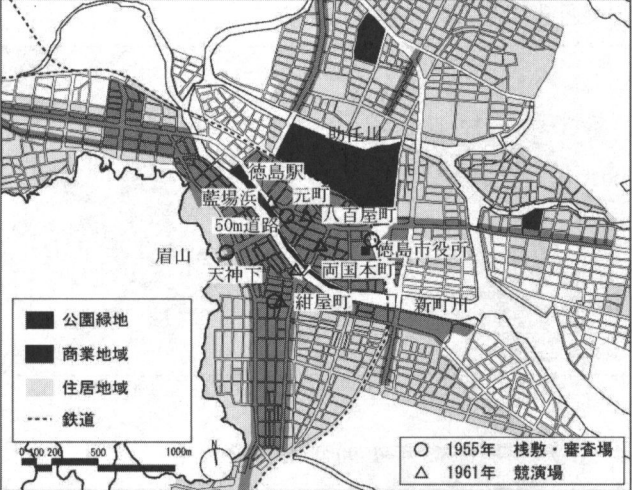 助任川
徳島駅
藍場浜
元町
八百屋町
50m道路
徳島市役所
眉山
両国本町
天神下
紺屋町
新町川
公園緑地
商業地域
住居地域
鉄道
0 100 200 500 1000m
N
○ 1955年 桟敷・審査場
△ 1961年 競演場